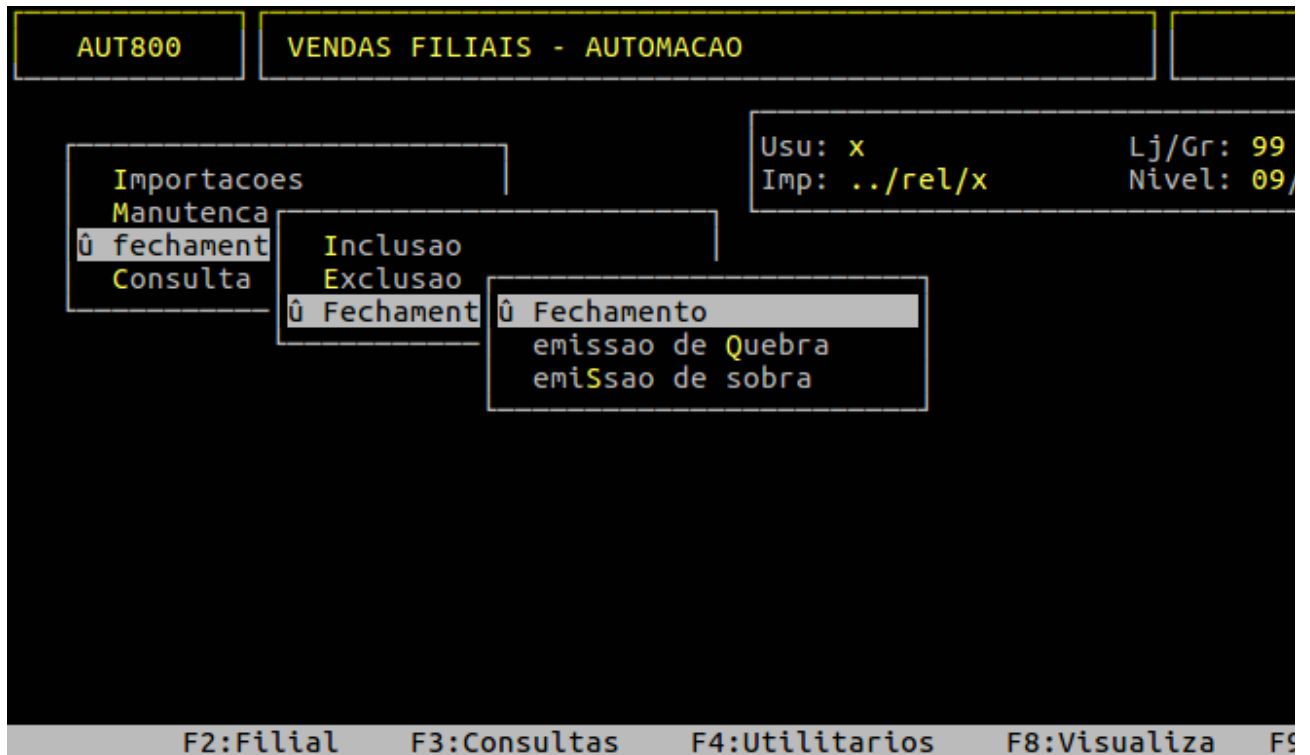 AUT800 VENDAS FILIAIS - AUTOMACAO
Usu: x Lj/Gr: 99
Imp: ../rel/x Nivel: 09/
Importacoes
Manutenca
û fechament
Consulta
Inclusao
Exclusao
û Fechament
û Fechamento
emissao de Quebra
emiSsao de sobra
F2:Filial F3:Consultas F4:Utilitarios F8:Visualiza F9